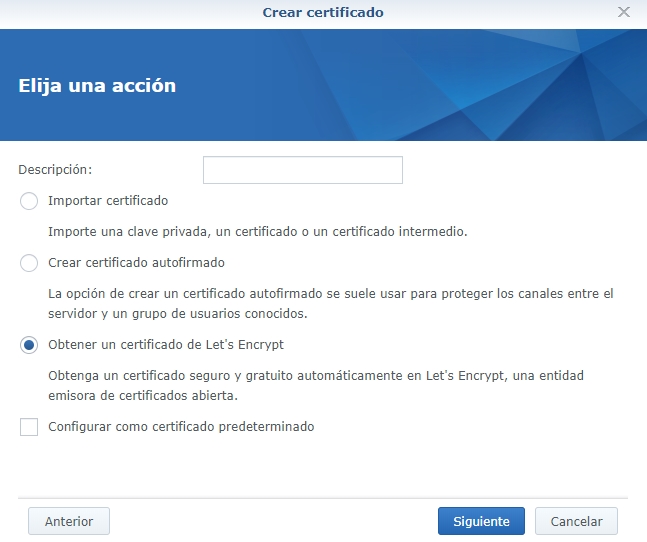 Crear certificado
Elija una acción
Descripción:
Importar certificado
Importe una clave privada, un certificado o un certificado intermedio.
Crear certificado autofirmado
La opción de crear un certificado autofirmado se suele usar para proteger los canales entre el
servidor y un grupo de usuarios conocidos.
Obtener un certificado de Let's Encrypt
Obtenga un certificado seguro y gratuito automáticamente en Let's Encrypt, una entidad
emisora de certificados abierta.
Configurar como certificado predeterminado
Anterior
Siguiente
Cancelar